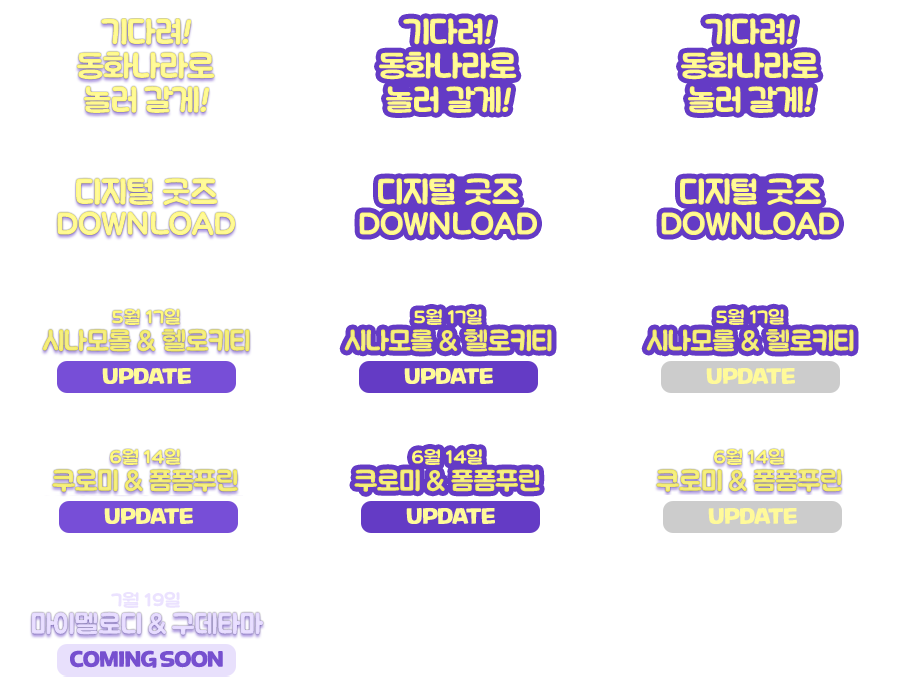 기다려!
동화나라로
놀러 갈게!
기다려!
동화나라로
놀러 갈게!
기다려!
동화나라로
놀러 갈게!
디지털 굿즈
DOWNLOAD
디지털 굿즈
DOWNLOAD
디지털 굿즈
DOWNLOAD
5월 17일
시나모롤 & 헬로키티
UPDATE
5월 17일
시나모롤 & 헬로키티
UPDATE
5월 17일
시나모롤 & 헬로키티
UPDATE
6월 14일
쿠로미 & 폼폼푸린
UPDATE
6월 14일
쿠로미 & 폼폼푸린
UPDATE
6월 14일
쿠로미 & 폼폼푸린
UPDATE
7월 19일
마이멜로디 & 구데타마
COMING SOON